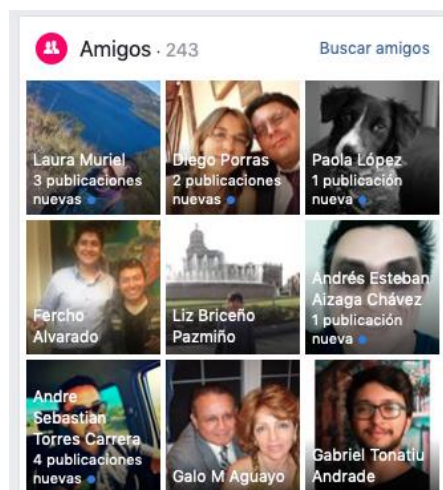 Amigos · 243
Buscar amigos
Laura Muriel
3 publicaciones
nuevas
Diego Porras
2 publicaciones
nuevas
Paola López
1 publicación
nueva
Fercho
Alvarado
Liz Briceño
Pazmiño
Andrés Esteban
Aizaga Chávez
1 publicación
nueva
Andre
Sebastian
Torres Carrera
4 publicaciones
nuevas
Galo M Aguayo
Gabriel Tonatiu
Andrade